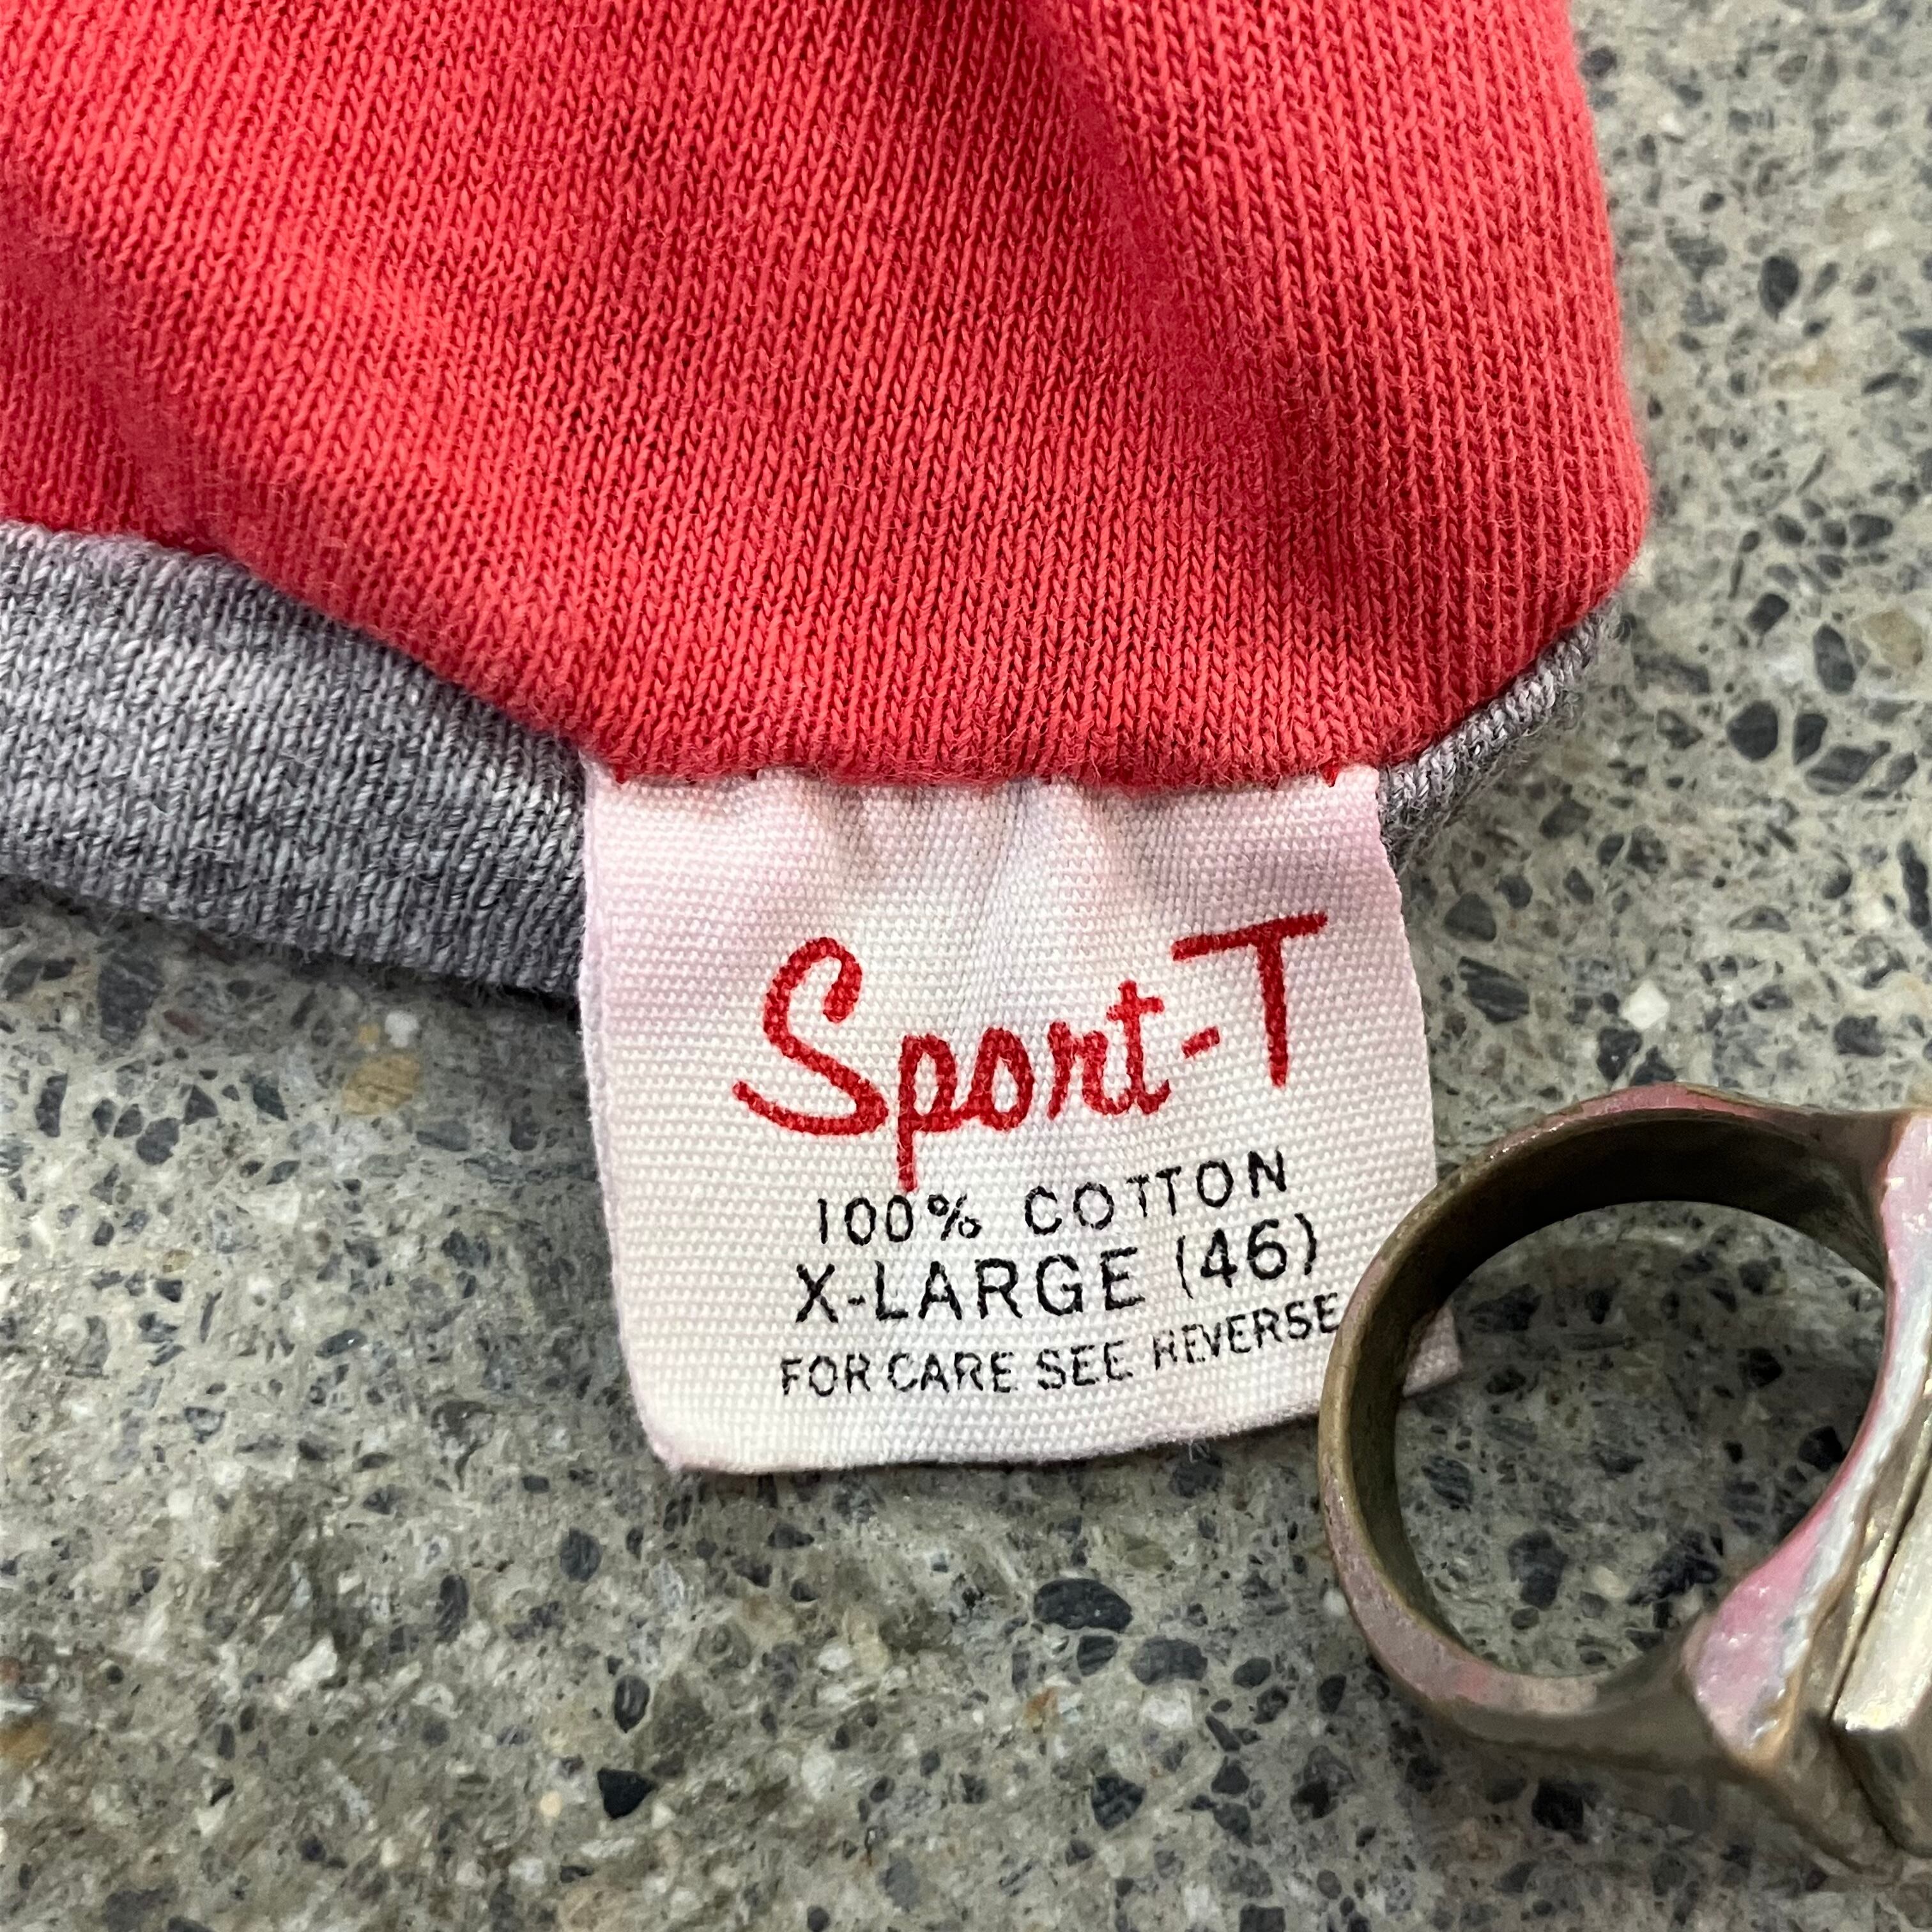 Sport-T
100% COTTON
X-LARGE (46)
FOR CARE SEE REVERSE